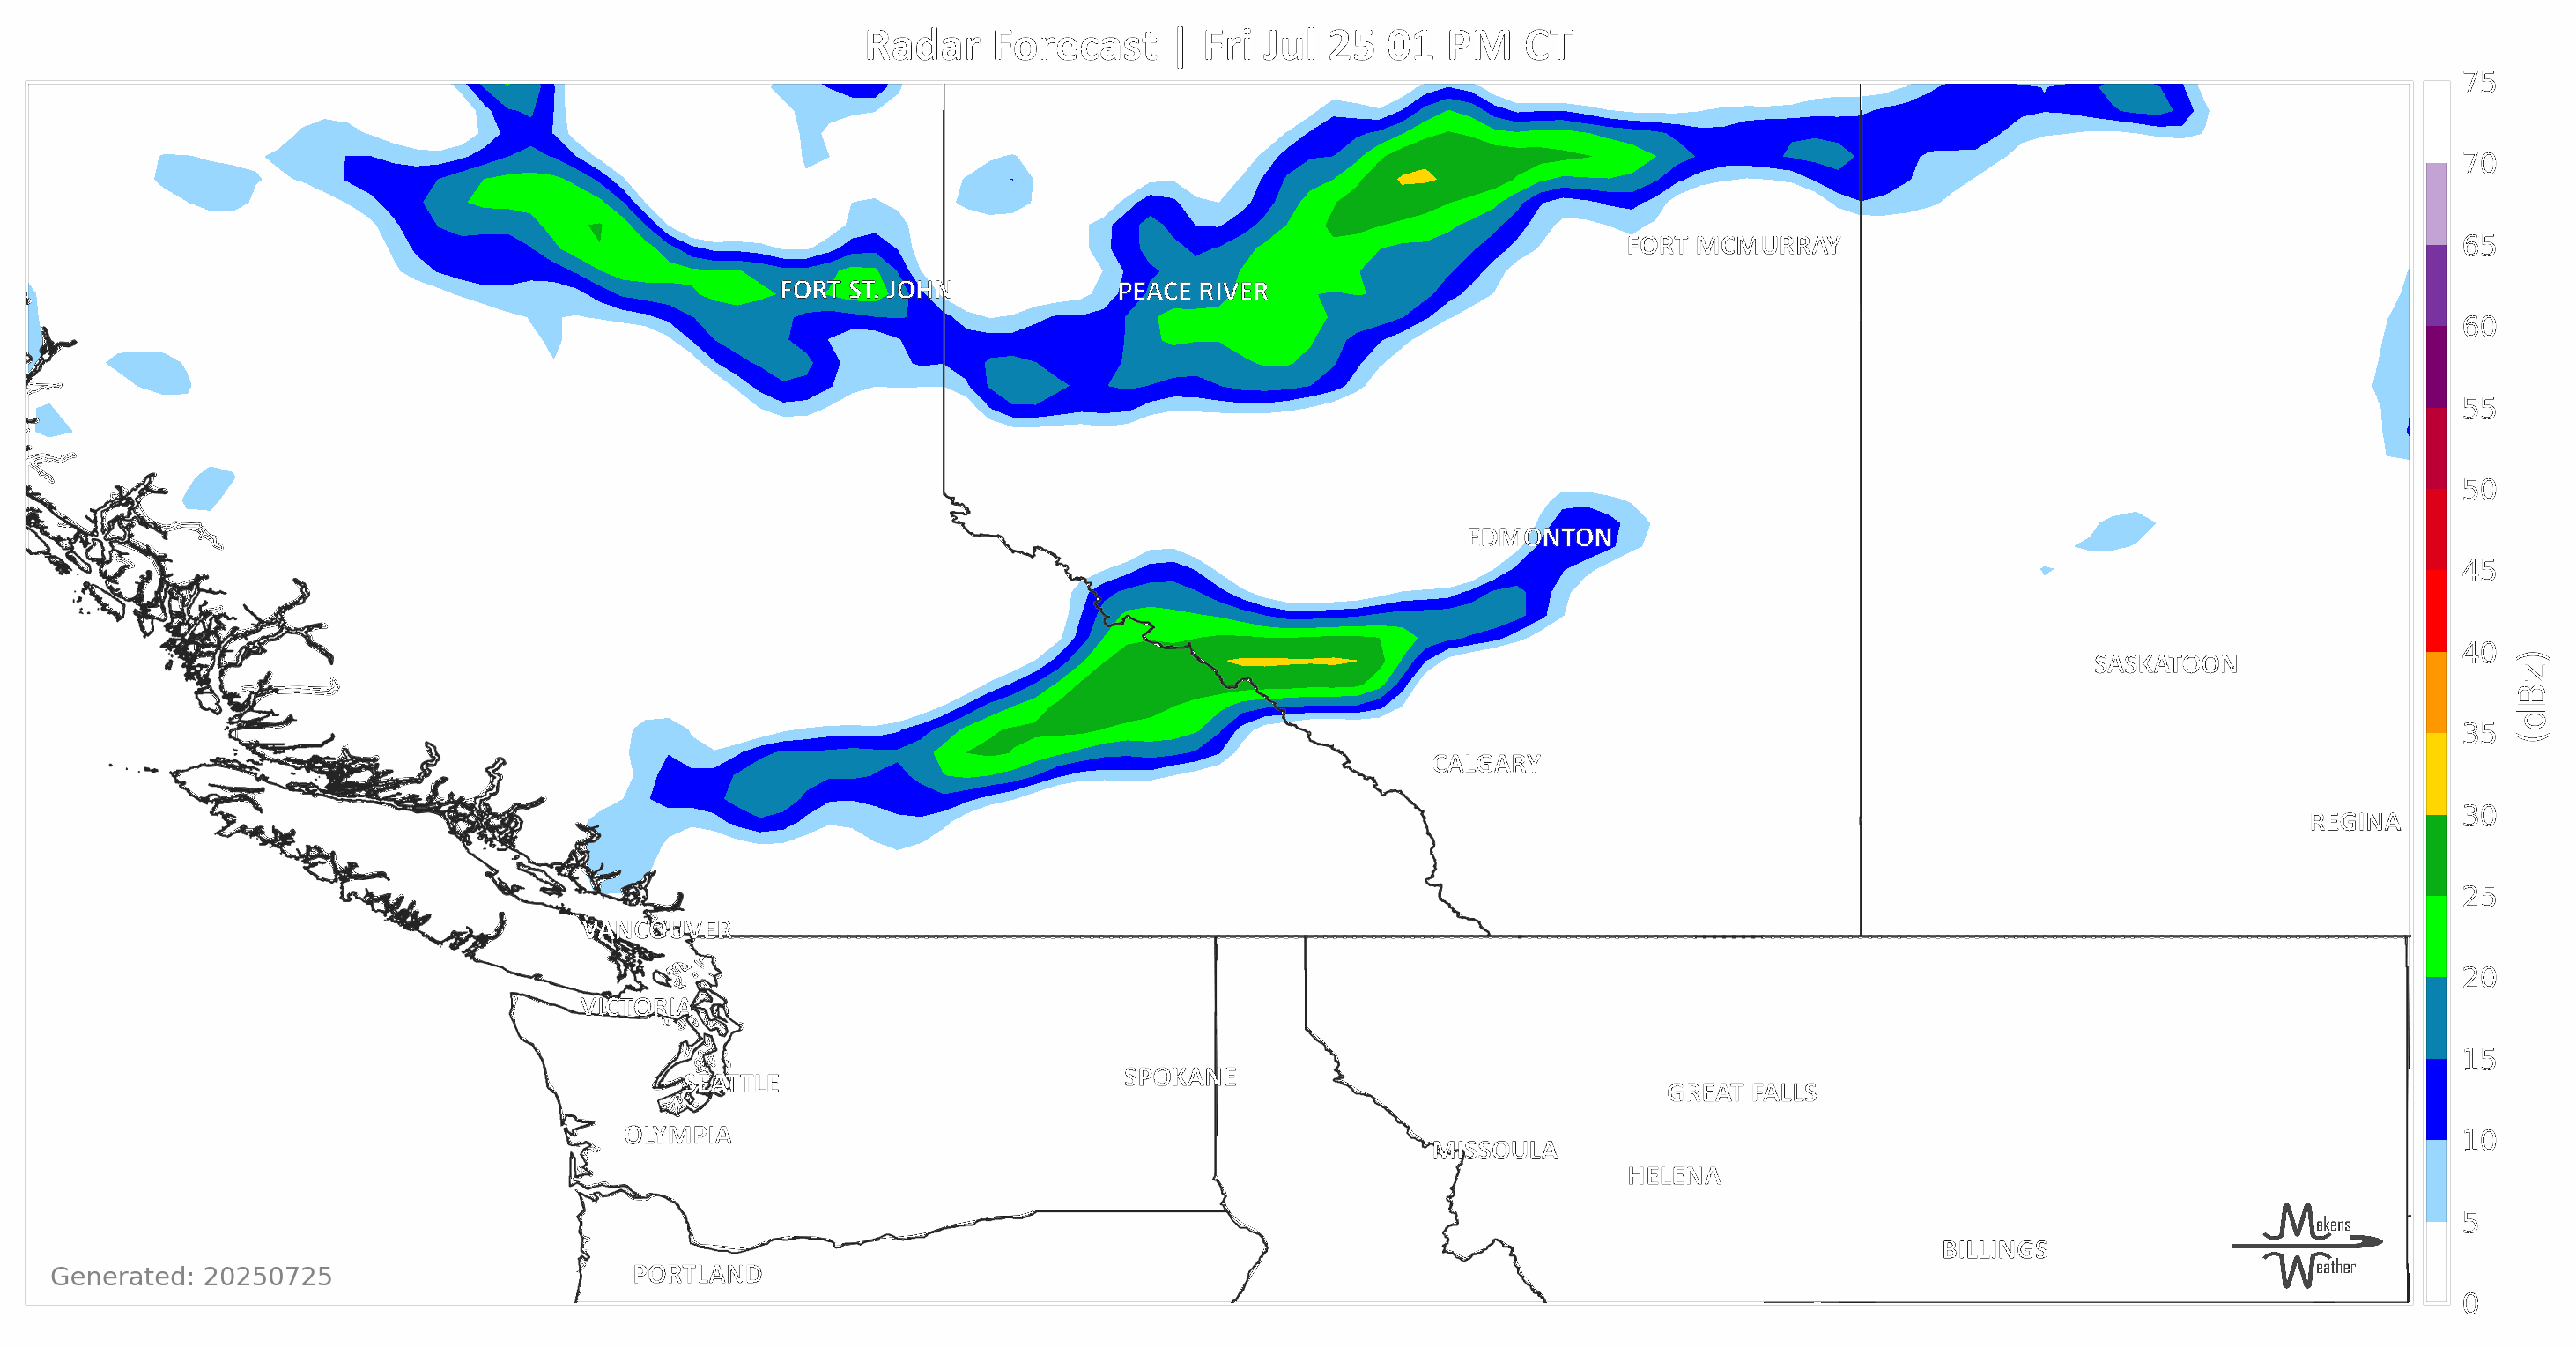 Radar Forecast | Fri Jul 25 01 PM CT
75
70
65
60
55
50
45
40
35
30
25
20
15
10
5
0
(dBz)
FORT MCMURRAY
FORT ST. JOHN
PEACE RIVER
EDMONTON
SASKATOON
CALGARY
REGINA
VANCOUVER
VICTORIA
SEATTLE
SPOKANE
GREAT FALLS
OLYMPIA
MISSOULA
HELENA
BILLINGS
PORTLAND
Makens
Weather
Generated: 20250725